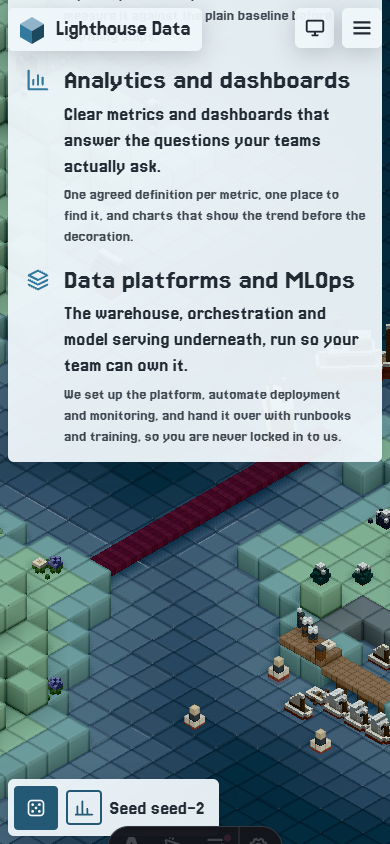 plain baseline
Lighthouse Data
Analytics and dashboards
Clear metrics and dashboards that
answer the questions your teams
actually ask.
One agreed definition per metric, one place to
find it, and charts that show the trend before the
decoration.
Data platforms and MLOps
The warehouse, orchestration and
model serving underneath, run so your
team can own it.
We set up the platform, automate deployment
and monitoring, and hand it over with runbooks
and training, so you are never locked in to us.
Seed seed-2